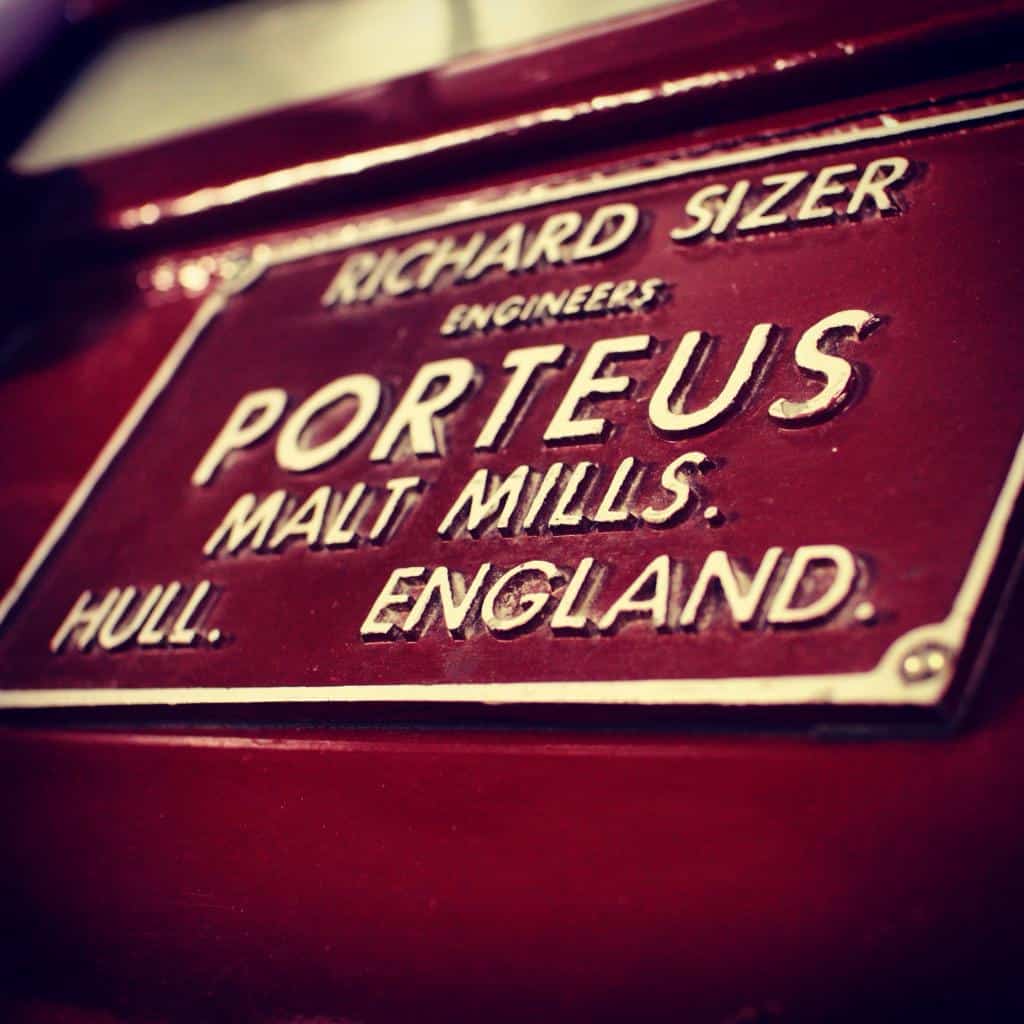 RICHARD SIZER
ENGINEERS
PORTEUS
MALT MILLS.
HULL. ENGLAND.